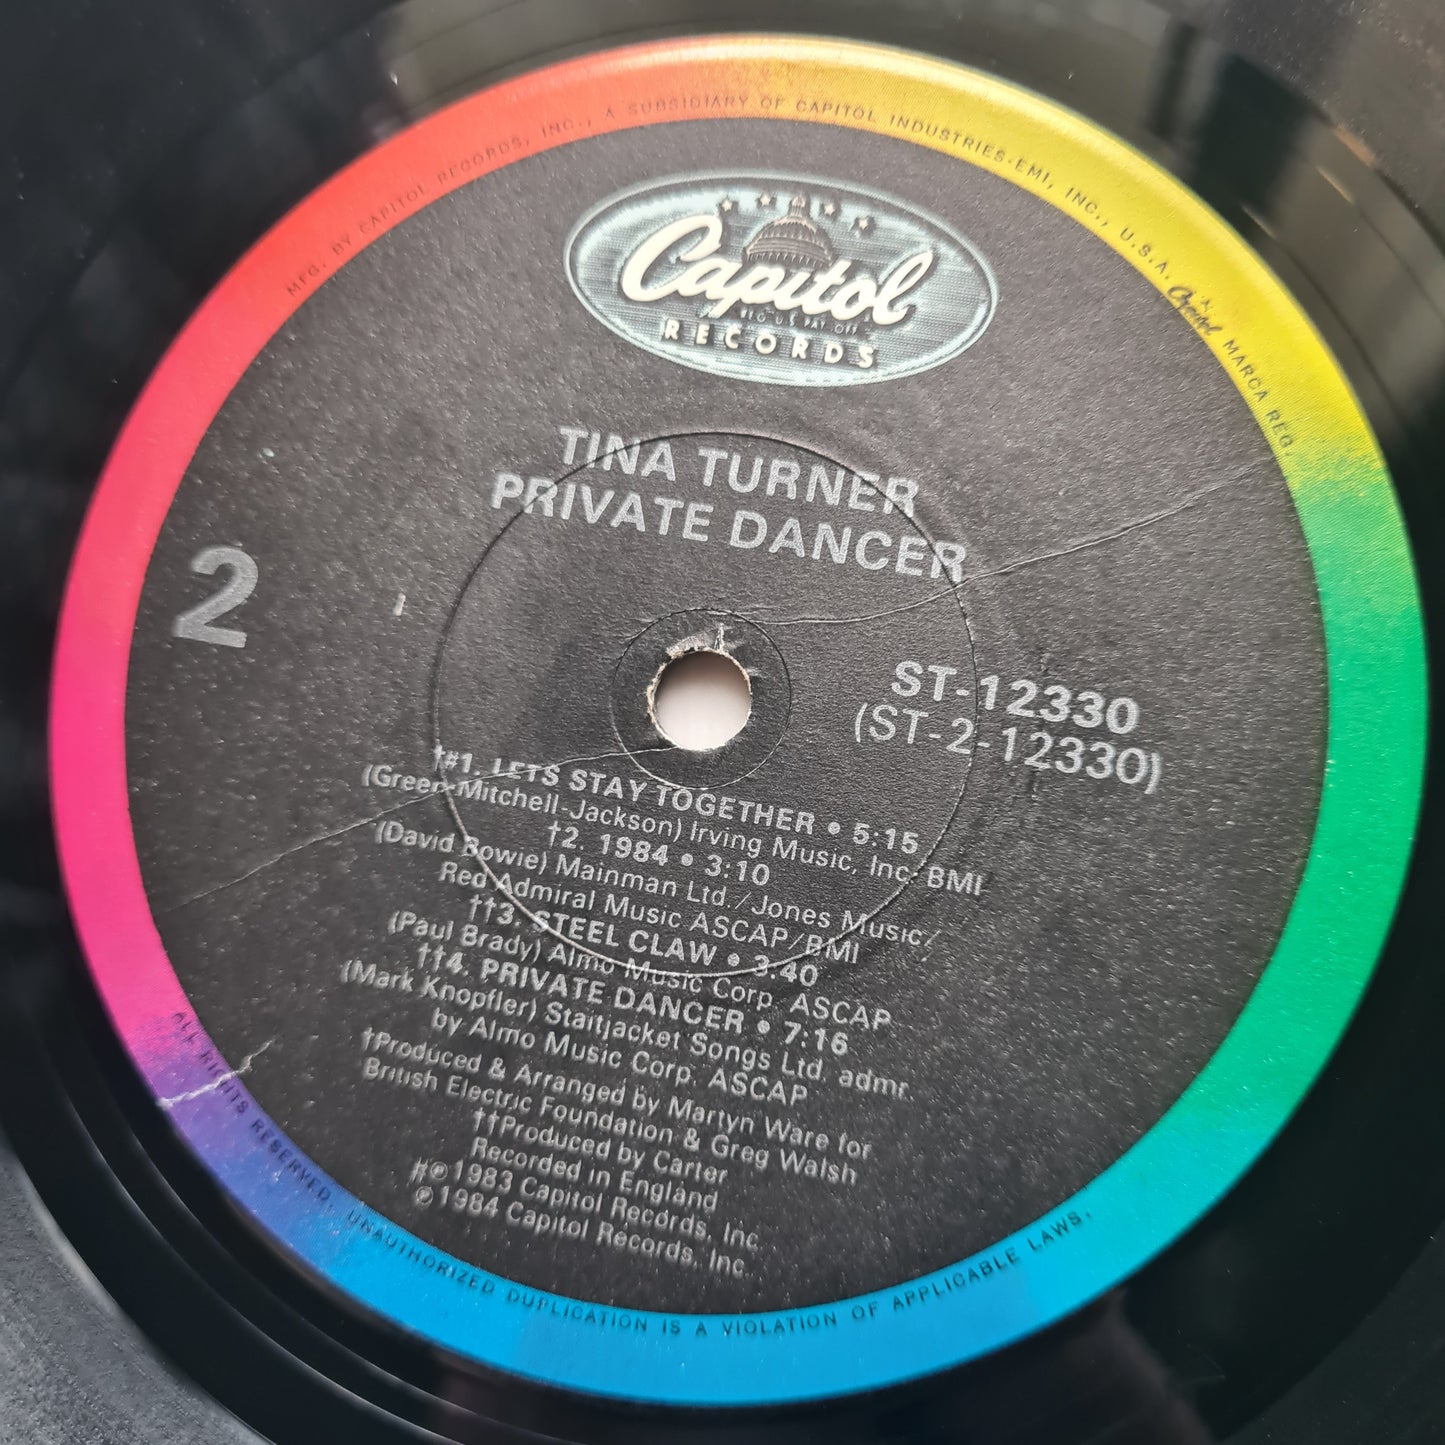 MFG. BY CAPITOL RECORDS, INC., A SUBSIDIARY OF CAPITOL INDUSTRIES-EMI, INC., U.S.A. Capitol MARCA REG.
Capitol
REG. U.S. PAT. OFF.
RECORDS
TINA TURNER
PRIVATE DANCER
2
ST-12330
(ST-2-12330)
†#1. LETS STAY TOGETHER • 5:15
(Green-Mitchell-Jackson) Irving Music, Inc. BMI
†2. 1984 • 3:10
(David Bowie) Mainman Ltd./Jones Music/
Red Admiral Music ASCAP/BMI
††3. STEEL CLAW • 3:40
(Paul Brady) Almo Music Corp. ASCAP
††4. PRIVATE DANCER • 7:16
(Mark Knopfler) Staitjacket Songs Ltd. admr.
by Almo Music Corp. ASCAP
†Produced & Arranged by Martyn Ware for
British Electric Foundation & Greg Walsh
††Produced by Carter
Recorded in England
#℗1983 Capitol Records, Inc.
℗1984 Capitol Records, Inc.
ALL RIGHTS RESERVED. UNAUTHORIZED DUPLICATION IS A VIOLATION OF APPLICABLE LAWS.